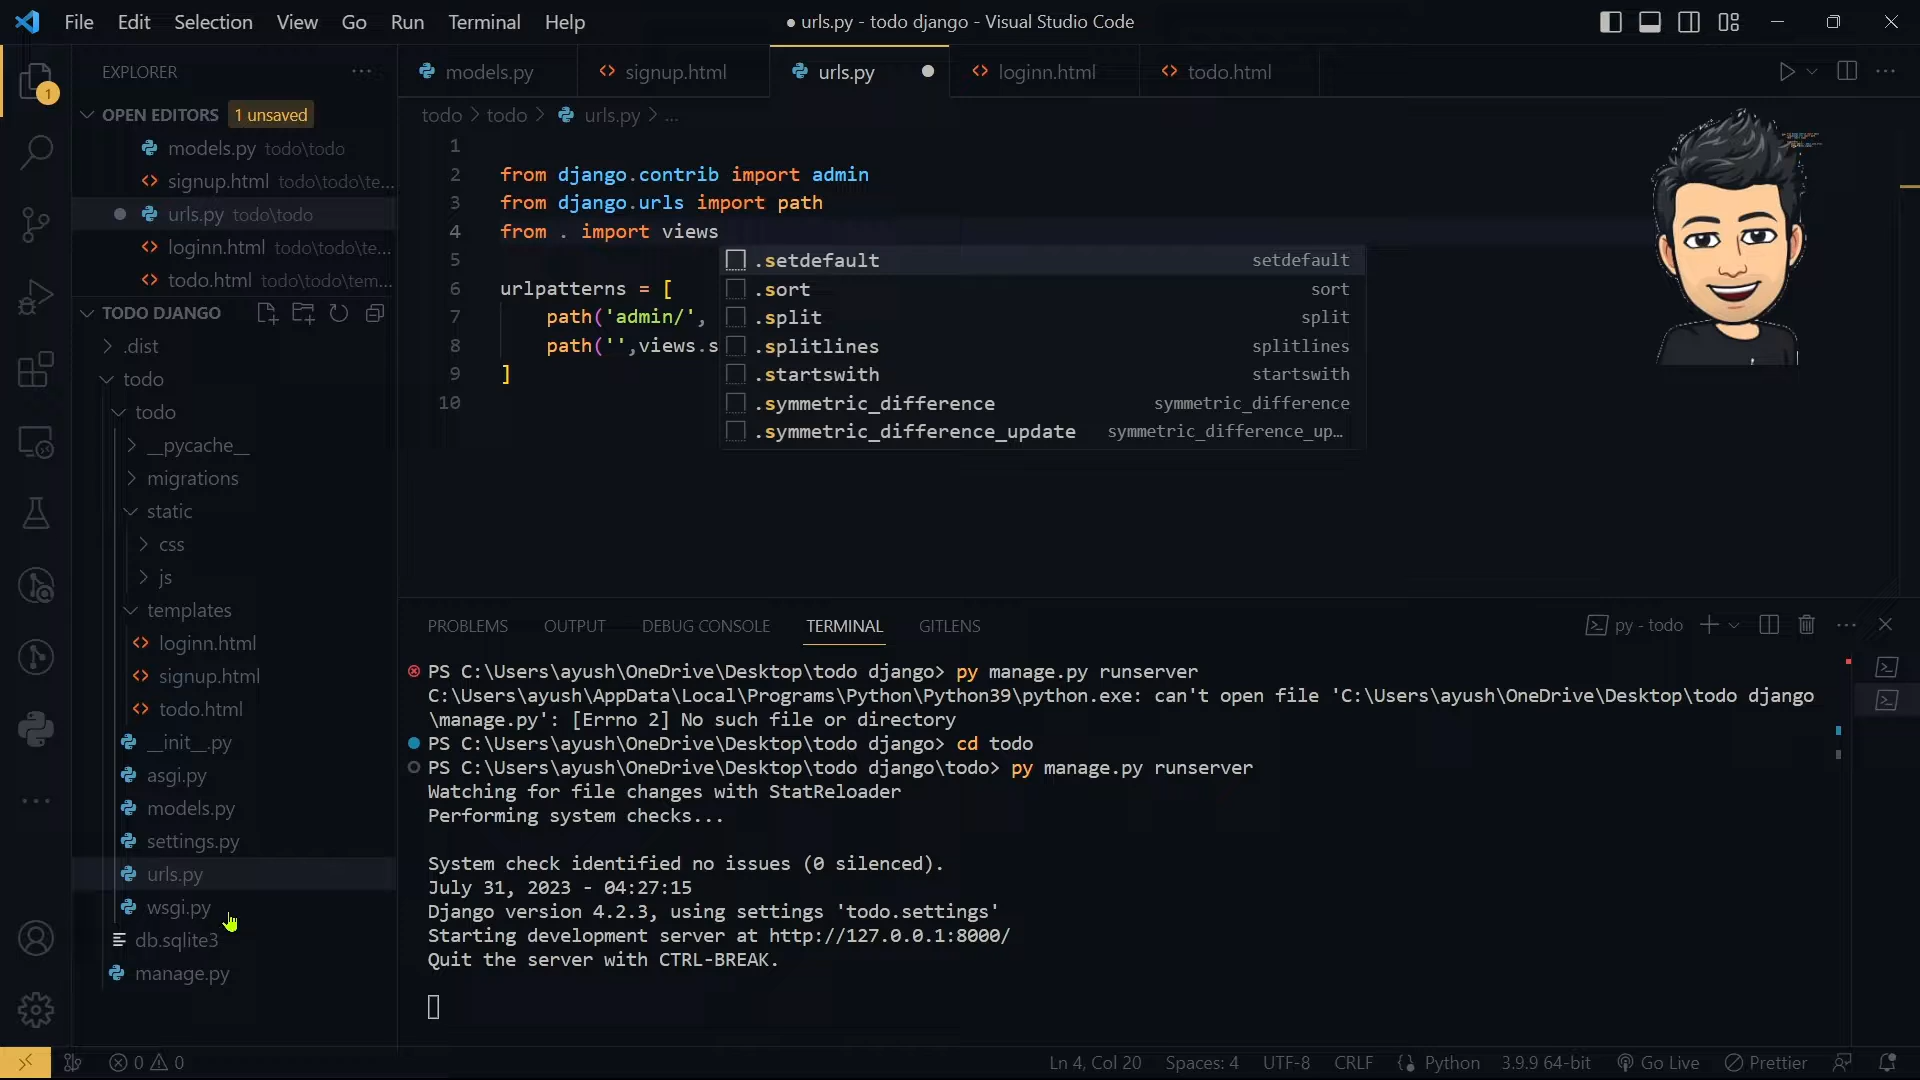 File Edit Selection View Go Run Terminal Help
● urls.py - todo django - Visual Studio Code
1
EXPLORER
OPEN EDITORS 1 unsaved
models.py todo\todo
signup.html todo\todo\te...
urls.py todo\todo
loginn.html todo\todo\te...
todo.html todo\todo\tem...
TODO DJANGO
.dist
todo
todo
__pycache__
migrations
static
css
js
templates
loginn.html
signup.html
todo.html
__init__.py
asgi.py
models.py
settings.py
urls.py
wsgi.py
db.sqlite3
manage.py
models.py signup.html urls.py loginn.html todo.html
todo > todo > urls.py > ...
1
2 from django.contrib import admin
3 from django.urls import path
4 from . import views
5
6 urlpatterns = [
7 path('admin/',
8 path('',views.s
9 ]
10
.setdefault setdefault
.sort sort
.split split
.splitlines splitlines
.startswith startswith
.symmetric_difference symmetric_difference
.symmetric_difference_update symmetric_difference_up...
PROBLEMS OUTPUT DEBUG CONSOLE TERMINAL GITLENS
py - todo
PS C:\Users\ayush\OneDrive\Desktop\todo django> py manage.py runserver
C:\Users\ayush\AppData\Local\Programs\Python\Python39\python.exe: can't open file 'C:\Users\ayush\OneDrive\Desktop\todo django
\manage.py': [Errno 2] No such file or directory
PS C:\Users\ayush\OneDrive\Desktop\todo django> cd todo
PS C:\Users\ayush\OneDrive\Desktop\todo django\todo> py manage.py runserver
Watching for file changes with StatReloader
Performing system checks...
System check identified no issues (0 silenced).
July 31, 2023 - 04:27:15
Django version 4.2.3, using settings 'todo.settings'
Starting development server at http://127.0.0.1:8000/
Quit the server with CTRL-BREAK.
0 0
Ln 4, Col 20 Spaces: 4 UTF-8 CRLF Python 3.9.9 64-bit Go Live Prettier